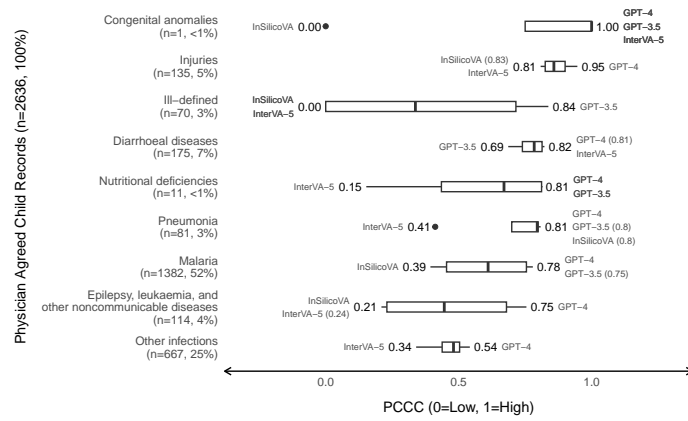 Physician Agreed Child Records (n=2636, 100%)
Congenital anomalies
(n=1, <1%)
InSilicoVA 0.00
1.00
GPT−4
GPT−3.5
InterVA−5
Injuries
(n=135, 5%)
InSilicoVA (0.83)
InterVA−5
0.81
0.95 GPT−4
Ill−defined
(n=70, 3%)
InSilicoVA
InterVA−5
0.00
0.84 GPT−3.5
Diarrhoeal diseases
(n=175, 7%)
GPT−3.5 0.69
0.82
GPT−4 (0.81)
InterVA−5
Nutritional deficiencies
(n=11, <1%)
InterVA−5 0.15
0.81
GPT−4
GPT−3.5
Pneumonia
(n=81, 3%)
InterVA−5 0.41
0.81
GPT−4
GPT−3.5 (0.8)
InSilicoVA (0.8)
Malaria
(n=1382, 52%)
InSilicoVA 0.39
0.78
GPT−4
GPT−3.5 (0.75)
Epilepsy, leukaemia, and
other noncommunicable diseases
(n=114, 4%)
InSilicoVA
InterVA−5 (0.24)
0.21
0.75 GPT−4
Other infections
(n=667, 25%)
InterVA−5 0.34
0.54 GPT−4
0.0 0.5 1.0
PCCC (0=Low, 1=High)